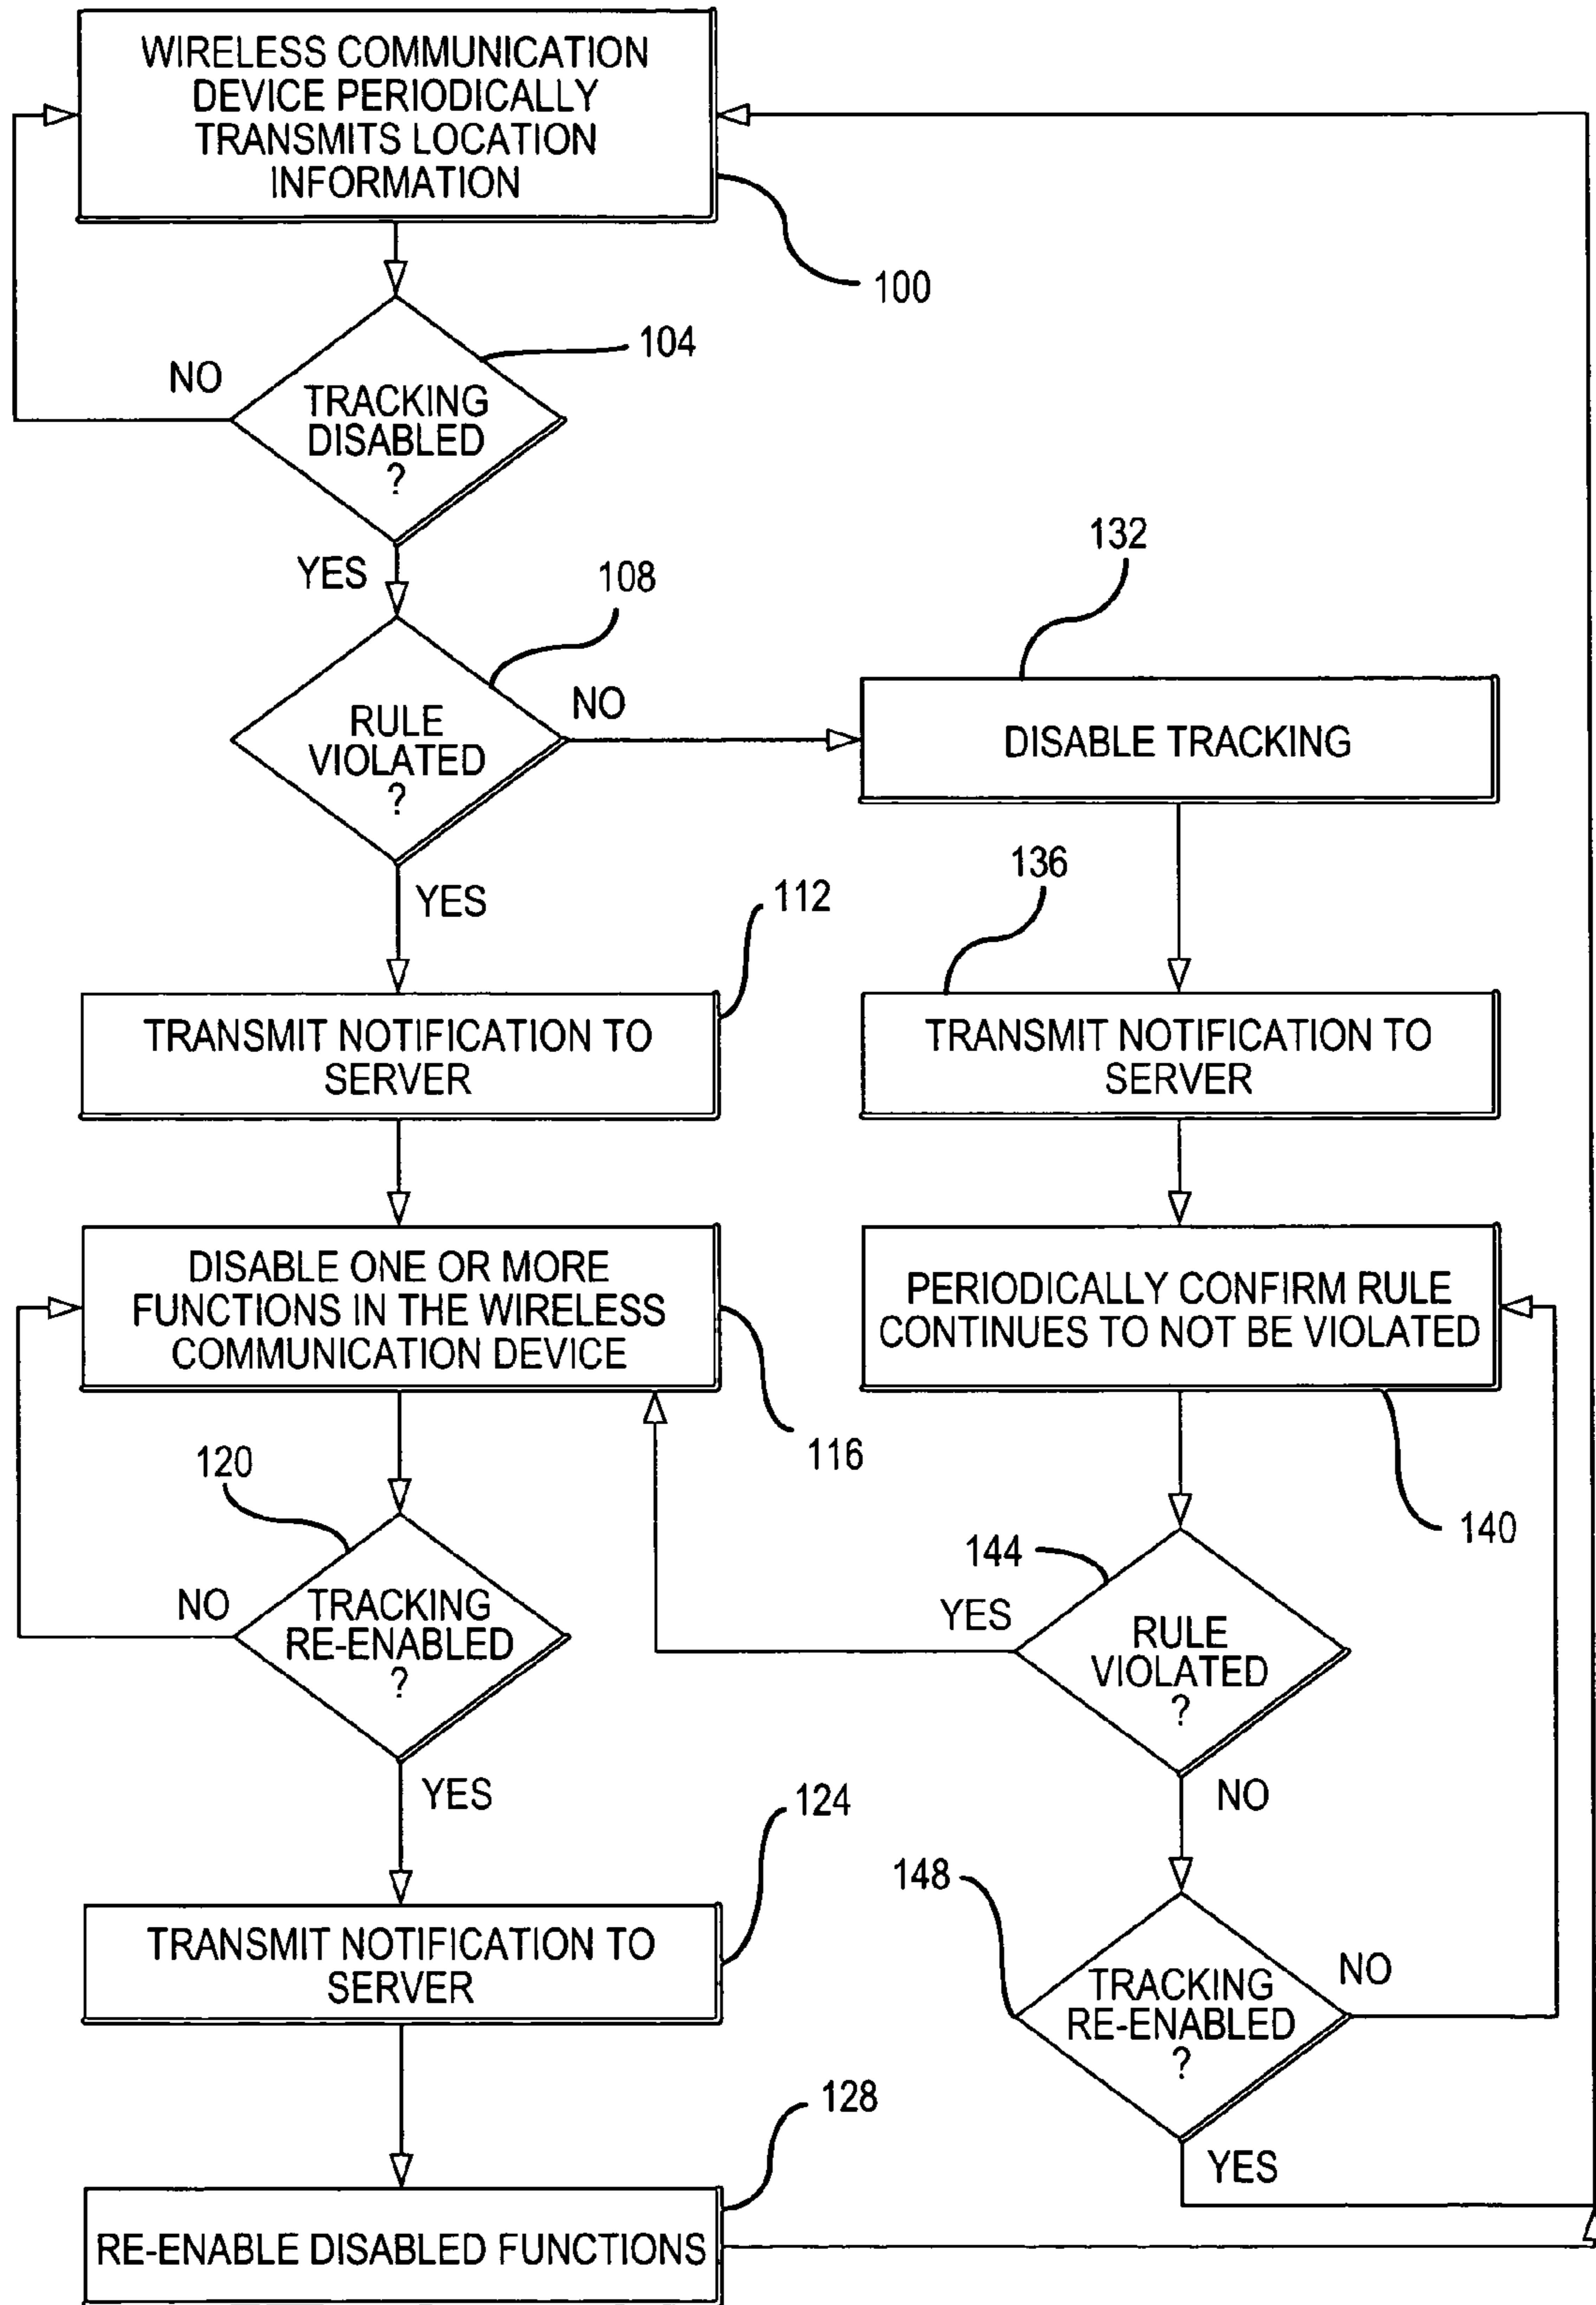 WIRELESS COMMUNICATION
DEVICE PERIODICALLY
TRANSMITS LOCATION
INFORMATION
100
104
NO
TRACKING
DISABLED
?
YES
108
132
RULE
VIOLATED
?
NO
DISABLE TRACKING
YES
112
136
TRANSMIT NOTIFICATION TO
SERVER
TRANSMIT NOTIFICATION TO
SERVER
DISABLE ONE OR MORE
FUNCTIONS IN THE WIRELESS
COMMUNICATION DEVICE
116
PERIODICALLY CONFIRM RULE
CONTINUES TO NOT BE VIOLATED
140
120
NO
TRACKING
RE-ENABLED
?
144
YES
RULE
VIOLATED
?
YES
NO
124
148
TRANSMIT NOTIFICATION TO
SERVER
TRACKING
RE-ENABLED
?
NO
128
YES
RE-ENABLE DISABLED FUNCTIONS